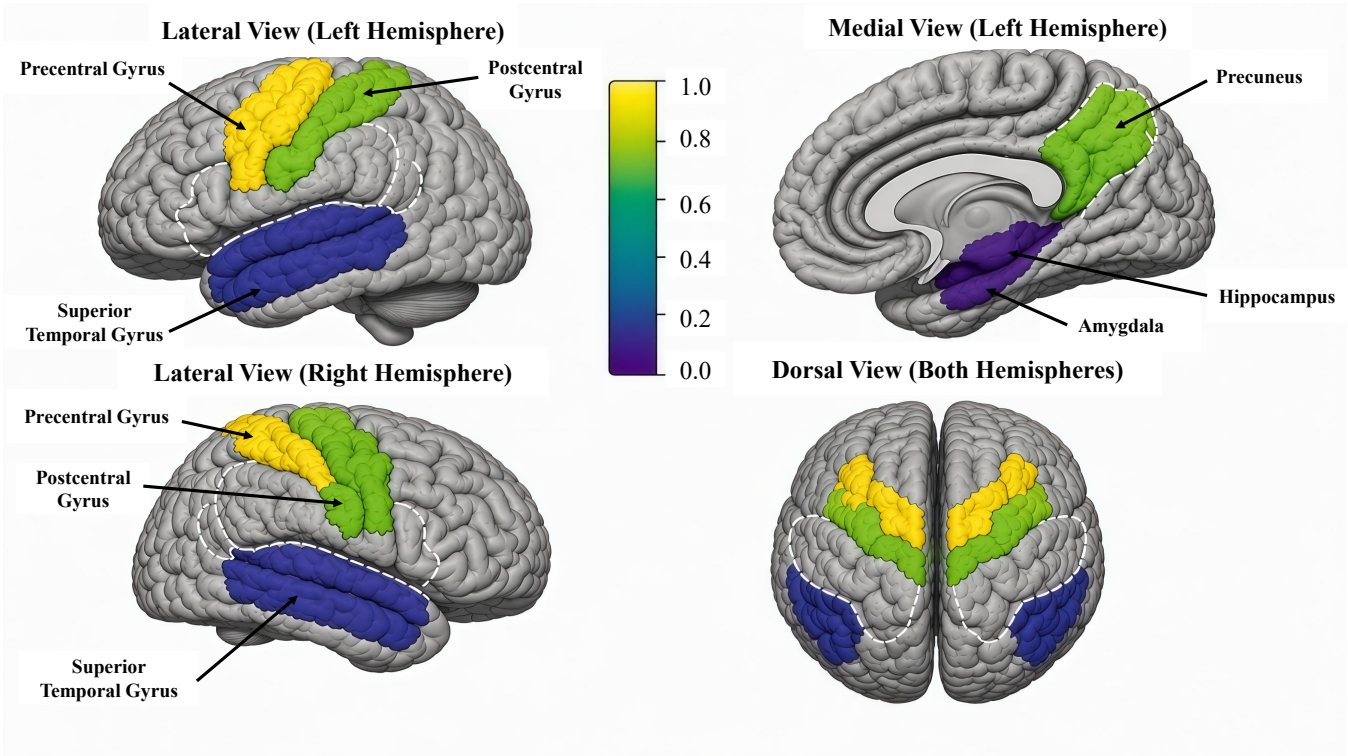 Lateral View (Left Hemisphere)
Precentral Gyrus
Postcentral
Gyrus
Superior
Temporal Gyrus
1.0
0.8
0.6
0.4
0.2
0.0
Medial View (Left Hemisphere)
Precuneus
Hippocampus
Amygdala
Lateral View (Right Hemisphere)
Precentral Gyrus
Postcentral
Gyrus
Superior
Temporal Gyrus
Dorsal View (Both Hemispheres)